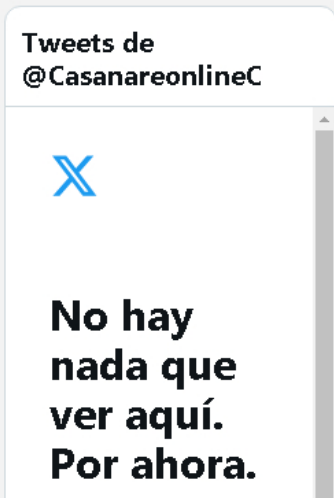 Tweets de
@CasanareonlineC
No hay
nada que
ver aquí.
Por ahora.